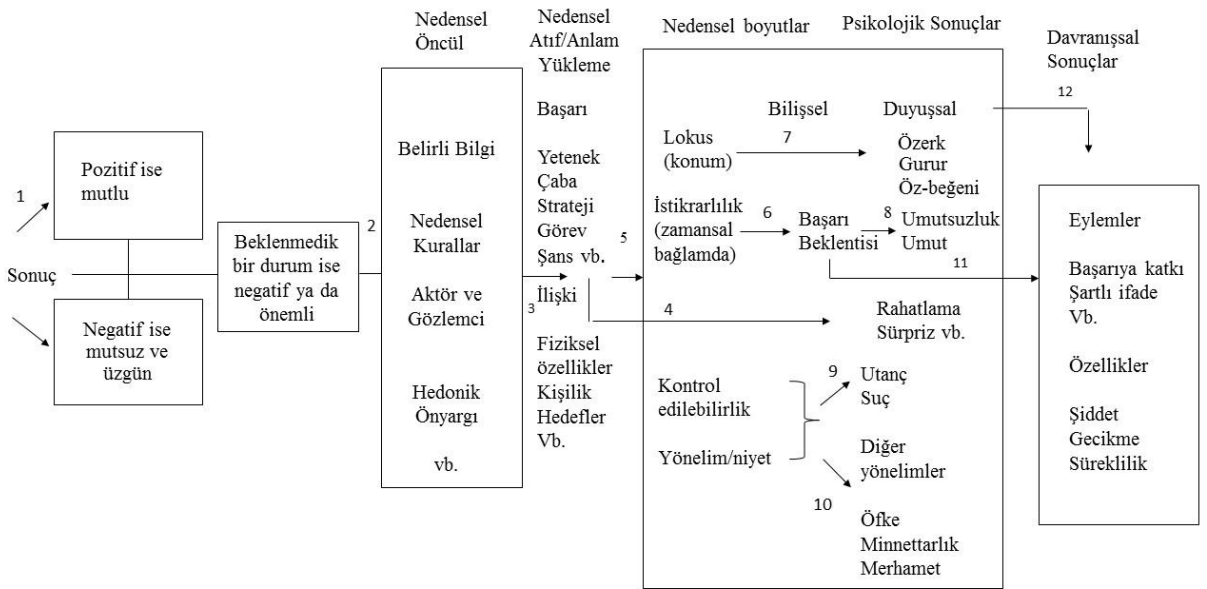 Nedensel
Öncül
Nedensel
Atıf/Anlam
Yükleme
Nedensel boyutlar
Psikolojik Sonuçlar
Davranışsal
Sonuçlar
1
Sonuç
Pozitif ise
mutlu
Negatif ise
mutsuz ve
üzgün
Beklenmedik
bir durum ise
negatif ya da
önemli
2
Belirli Bilgi
Nedensel
Kurallar
Aktör ve
Gözlemci
Hedonik
Önyargı
vb.
3
Başarı
Yetenek
Çaba
Strateji
Görev
Şans vb.
İlişki
Fiziksel
özellikler
Kişilik
Hedefler
Vb.
5
4
Bilişsel
Duyuşsal
Lokus
(konum)
7
Özerk
Gurur
Öz-beğeni
İstikrarlılık
(zamansal
bağlamda)
6
Başarı
Beklentisi
8
Umutsuzluk
Umut
11
Rahatlama
Sürpriz vb.
Kontrol
edilebilirlik
Yönelim/niyet
9
Utanç
Suç
10
Diğer
yönelimler
Öfke
Minnettarlık
Merhamet
12
Eylemler
Başarıya katkı
Şartlı ifade
Vb.
Özellikler
Şiddet
Gecikme
Süreklilik